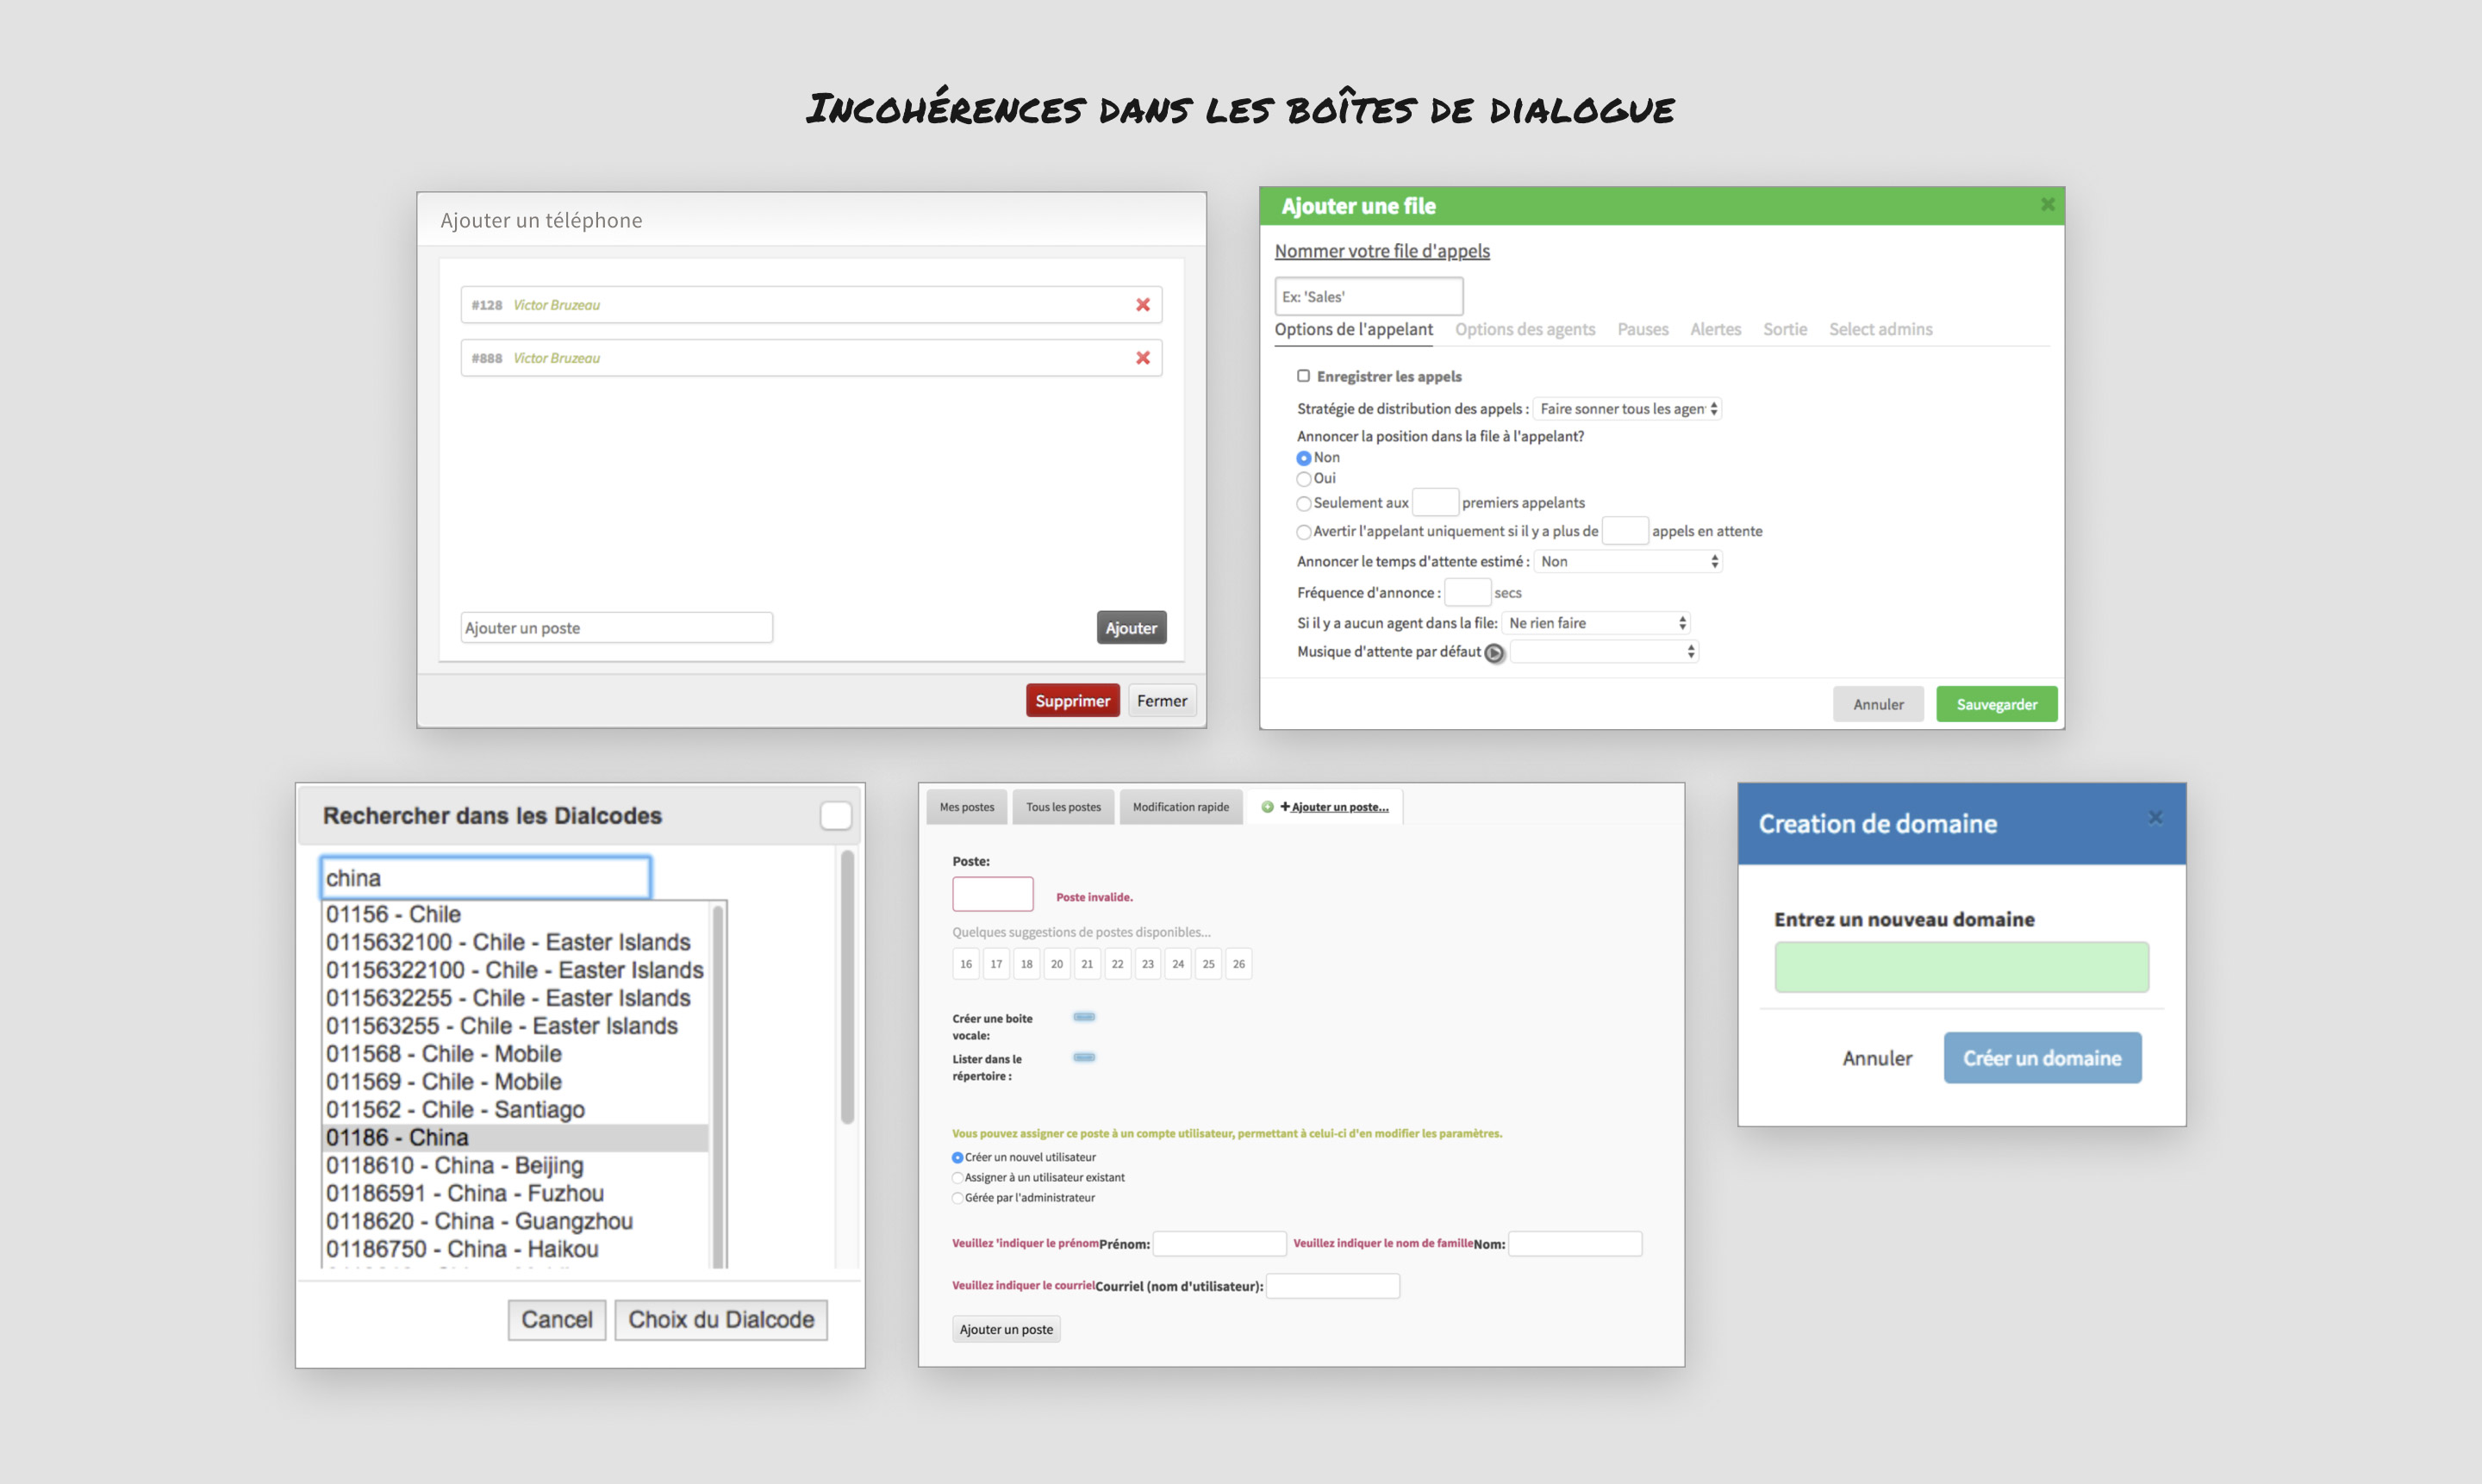 Incohérences dans les boîtes de dialogue
Ajouter un téléphone
#128 Victor Bruzeau
#888 Victor Bruzeau
Ajouter un poste
Ajouter
Supprimer
Fermer
Ajouter une file
Nommer votre file d'appels
Ex: 'Sales'
Options de l'appelant Options des agents Pauses Alertes Sortie Select admins
Enregistrer les appels
Stratégie de distribution des appels : Faire sonner tous les agen
Annoncer la position dans la file à l'appelant?
Non
Oui
Seulement aux premiers appelants
Avertir l'appelant uniquement si il y a plus de appels en attente
Annoncer le temps d'attente estimé : Non
Fréquence d'annonce : secs
Si il y a aucun agent dans la file: Ne rien faire
Musique d'attente par défaut
Annuler
Sauvegarder
Rechercher dans les Dialcodes
china
01156 - Chile
0115632100 - Chile - Easter Islands
01156322100 - Chile - Easter Islands
0115632255 - Chile - Easter Islands
011563255 - Chile - Easter Islands
011568 - Chile - Mobile
011569 - Chile - Mobile
011562 - Chile - Santiago
01186 - China
0118610 - China - Beijing
01186591 - China - Fuzhou
0118620 - China - Guangzhou
01186750 - China - Haikou
Cancel
Choix du Dialcode
Mes postes Tous les postes Modification rapide +Ajouter un poste...
Poste:
Poste invalide.
Quelques suggestions de postes disponibles...
16 17 18 20 21 22 23 24 25 26
Créer une boite
vocale:
Lister dans le
répertoire :
Vous pouvez assigner ce poste à un compte utilisateur, permettant à celui-ci d'en modifier les paramètres.
Créer un nouvel utilisateur
Assigner à un utilisateur existant
Gérée par l'administrateur
Veuillez 'indiquer le prénomPrénom: Veuillez indiquer le nom de familleNom:
Veuillez indiquer le courrielCourriel (nom d'utilisateur):
Ajouter un poste
Creation de domaine
Entrez un nouveau domaine
Annuler
Créer un domaine